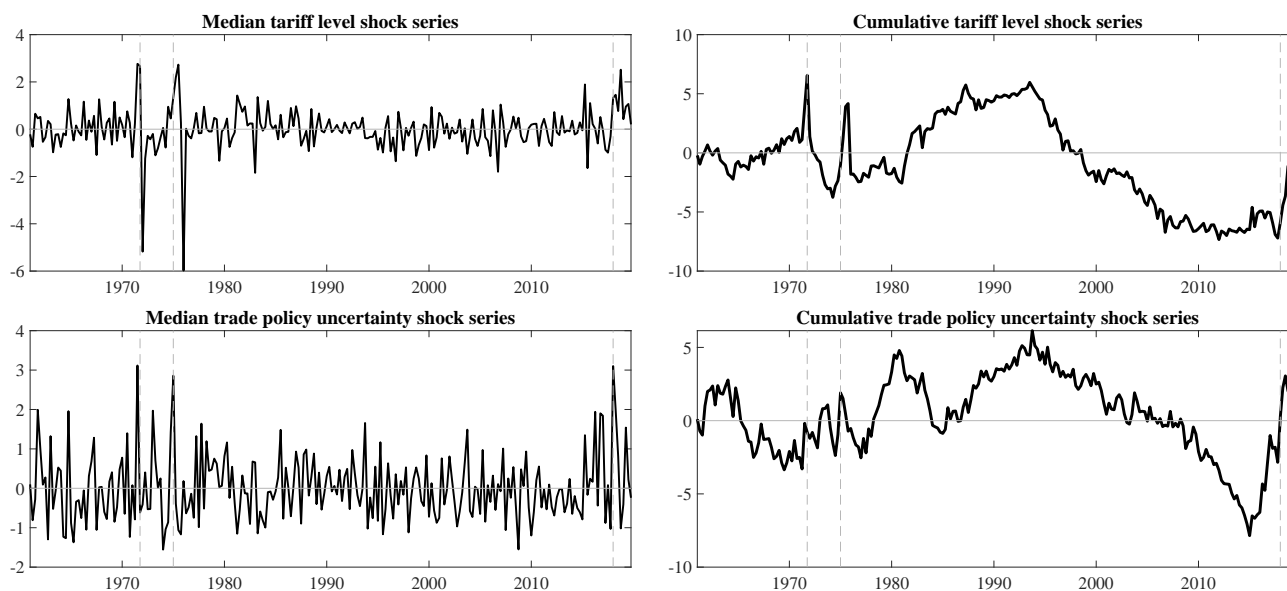 Median tariff level shock series
4
2
0
-2
-4
-6
1970 1980 1990 2000 2010
Cumulative tariff level shock series
10
5
0
-5
-10
1970 1980 1990 2000 2010
Median trade policy uncertainty shock series
4
3
2
1
0
-1
-2
1970 1980 1990 2000 2010
Cumulative trade policy uncertainty shock series
5
0
-5
-10
1970 1980 1990 2000 2010